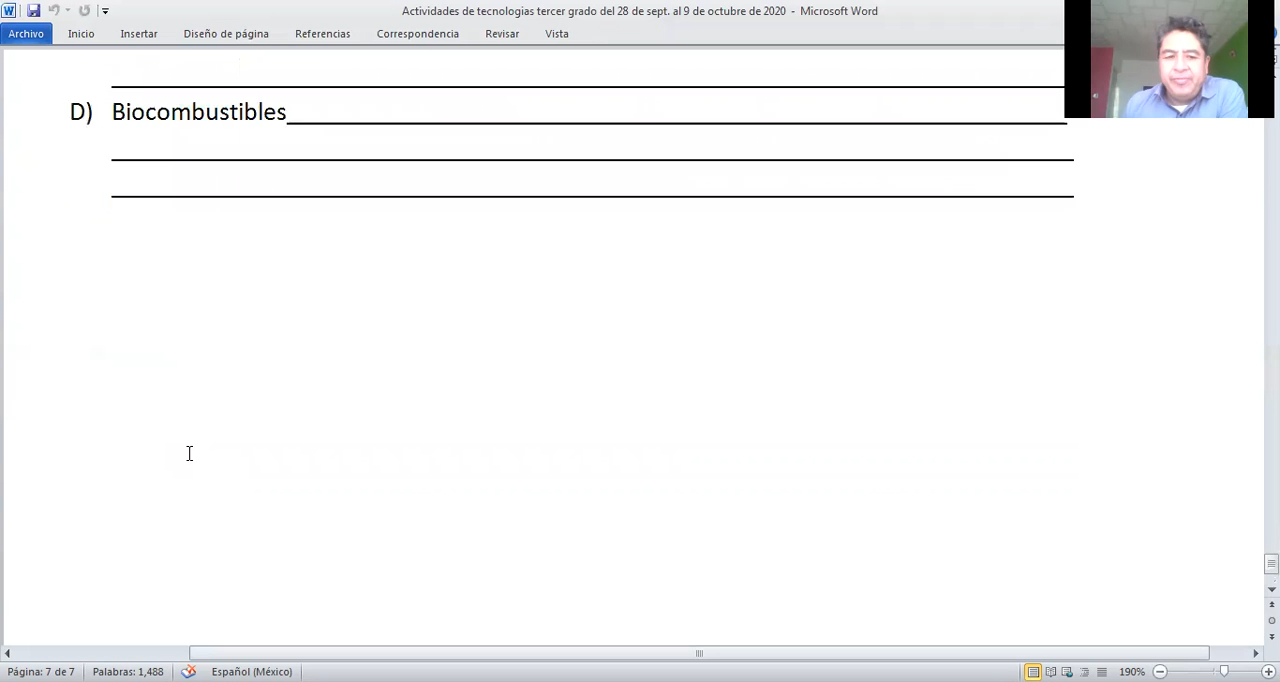 Actividades de tecnologias tercer grado del 28 de sept. al 9 de octubre de 2020 - Microsoft Word
Archivo Inicio Insertar Diseño de página Referencias Correspondencia Revisar Vista
D) Biocombustibles
Página: 7 de 7 Palabras: 1,488 Español (México) 190%